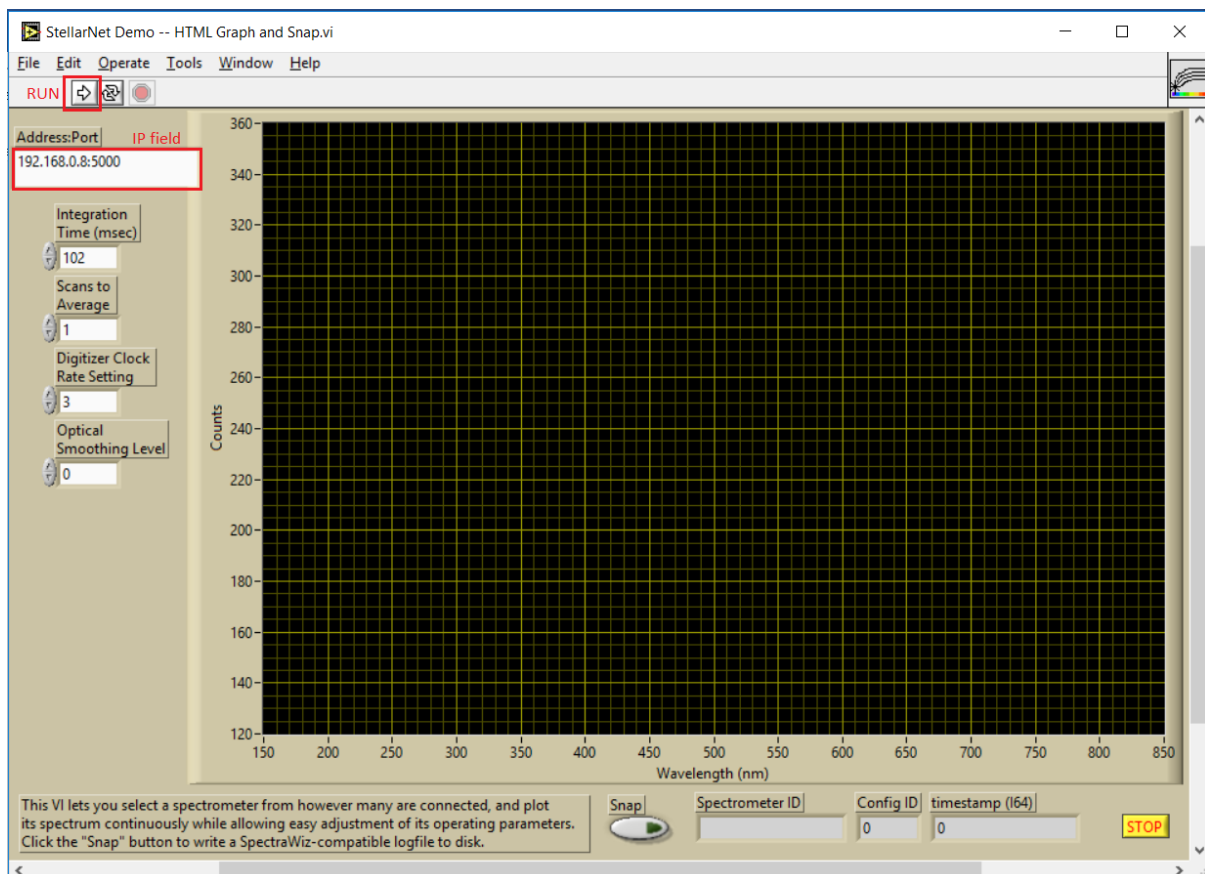 StellarNet Demo -- HTML Graph and Snap.vi
File Edit Operate Tools Window Help
RUN
Address:Port
IP field
192.168.0.8:5000
Integration
Time (msec)
102
Scans to
Average
1
Digitizer Clock
Rate Setting
3
Optical
Smoothing Level
0
Counts
360
340
320
300
280
260
240
220
200
180
160
140
120
150 200 250 300 350 400 450 500 550 600 650 700 750 800 850
Wavelength (nm)
This VI lets you select a spectrometer from however many are connected, and plot
its spectrum continuously while allowing easy adjustment of its operating parameters.
Click the "Snap" button to write a SpectraWiz-compatible logfile to disk.
Snap
Spectrometer ID
Config ID
0
timestamp (I64)
0
STOP